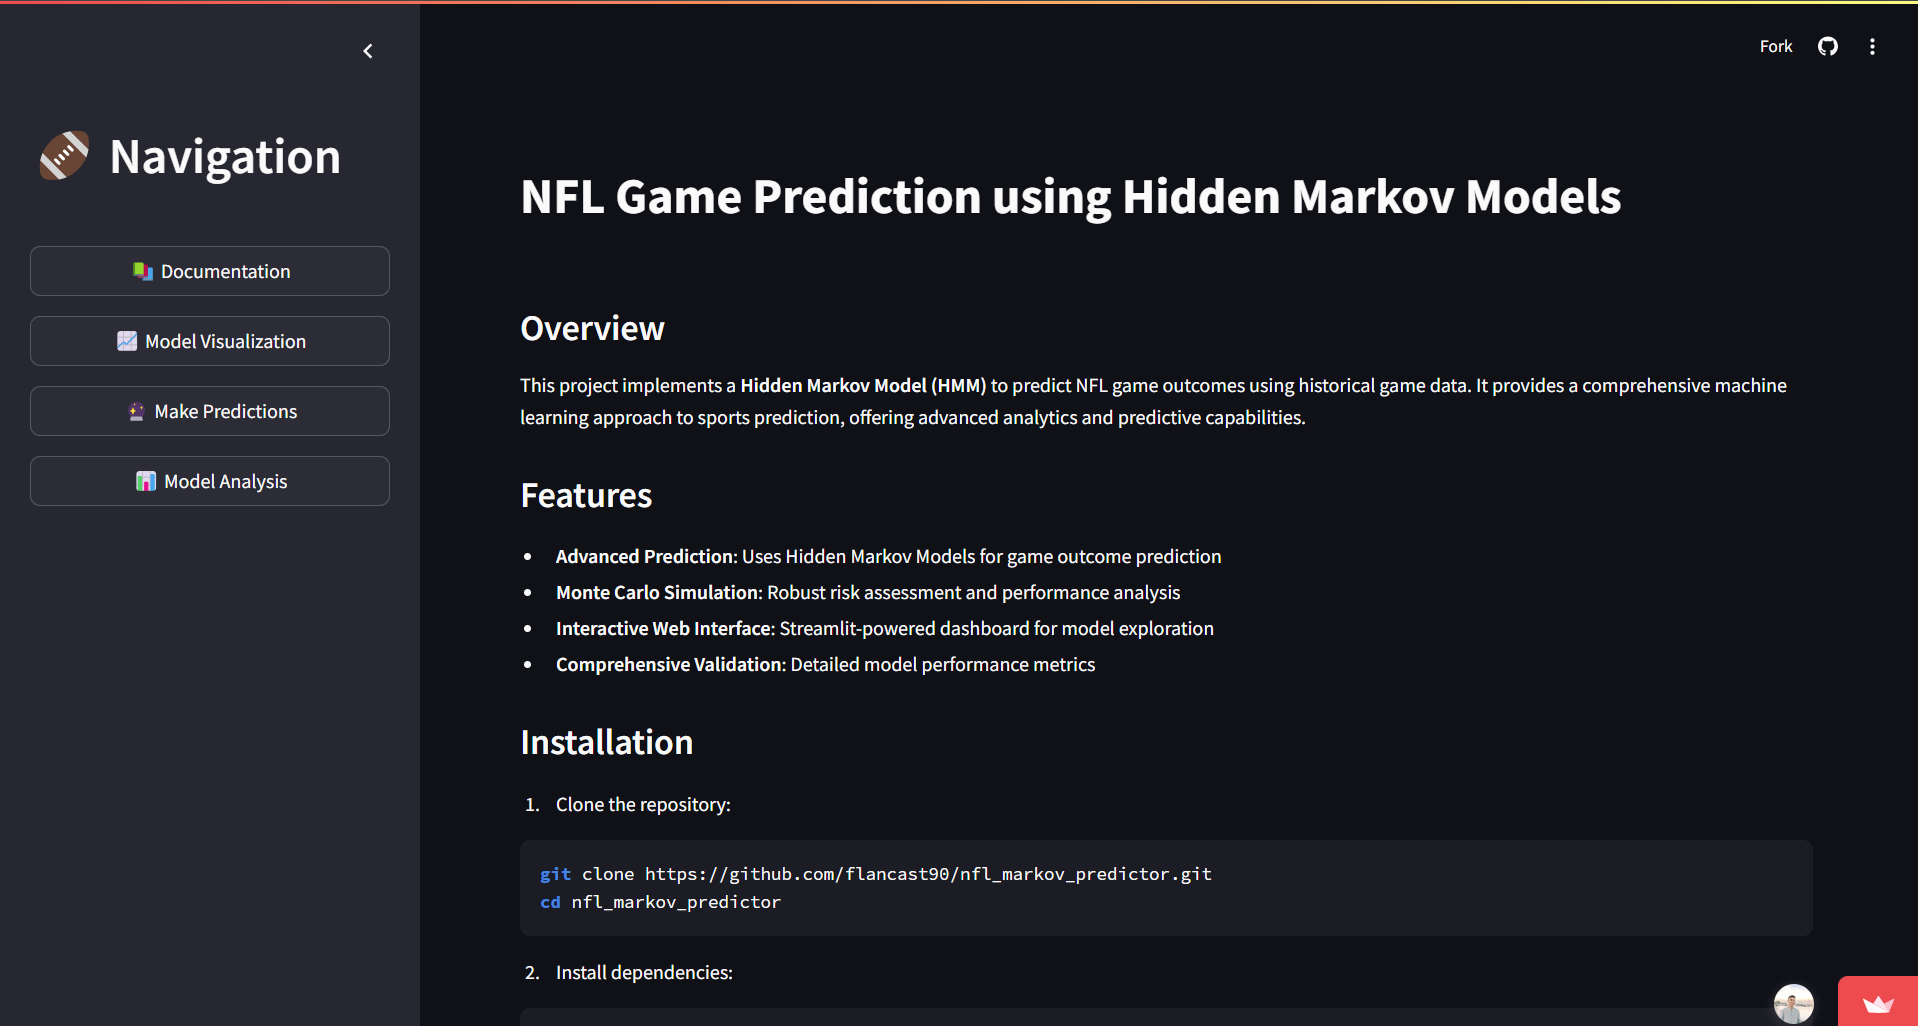 Fork
Navigation
Documentation
Model Visualization
Make Predictions
Model Analysis
NFL Game Prediction using Hidden Markov Models
Overview
This project implements a Hidden Markov Model (HMM) to predict NFL game outcomes using historical game data. It provides a comprehensive machine
learning approach to sports prediction, offering advanced analytics and predictive capabilities.
Features
• Advanced Prediction: Uses Hidden Markov Models for game outcome prediction
• Monte Carlo Simulation: Robust risk assessment and performance analysis
• Interactive Web Interface: Streamlit-powered dashboard for model exploration
• Comprehensive Validation: Detailed model performance metrics
Installation
1. Clone the repository:
git clone https://github.com/flancast90/nfl_markov_predictor.git
cd nfl_markov_predictor
2. Install dependencies: